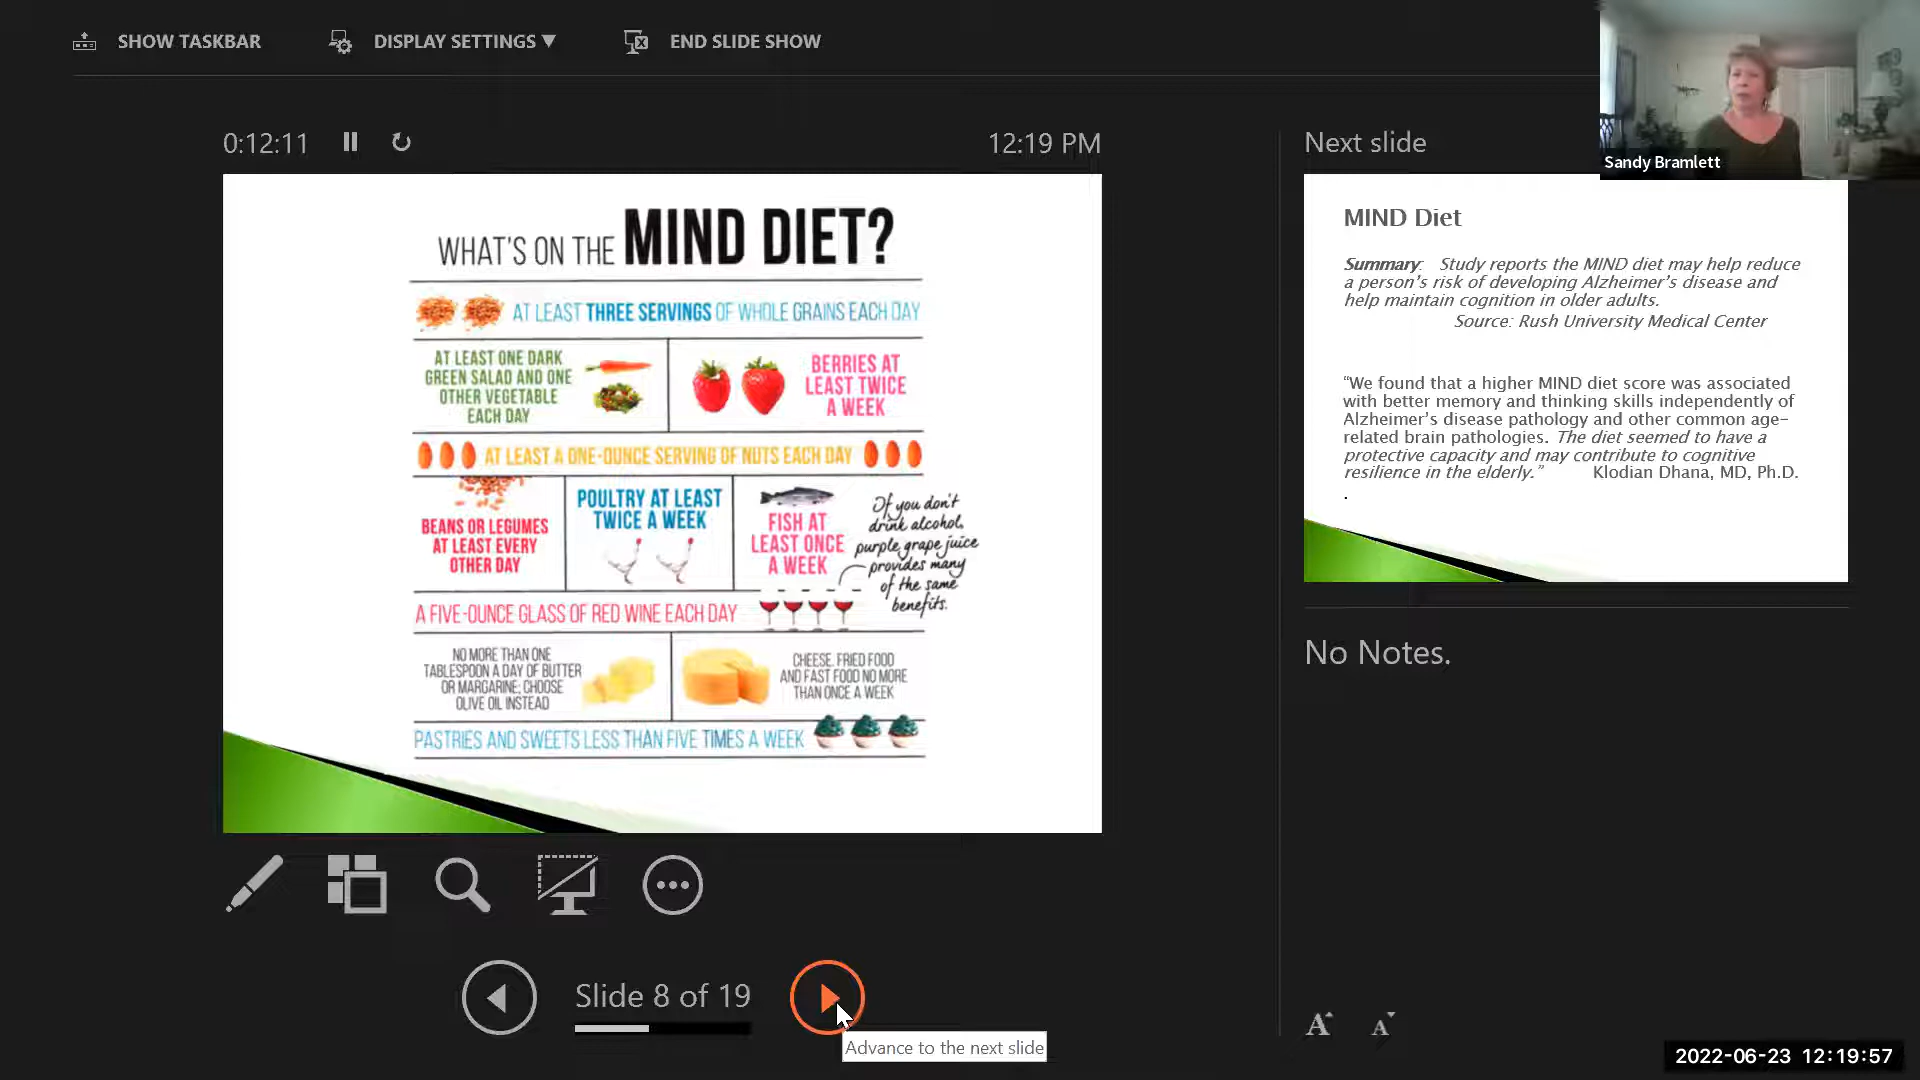 SHOW TASKBAR
DISPLAY SETTINGS ▼
END SLIDE SHOW
Sandy Bramlett
0:12:11
12:19 PM
WHAT'S ON THE MIND DIET?
AT LEAST THREE SERVINGS OF WHOLE GRAINS EACH DAY
AT LEAST ONE DARK
GREEN SALAD AND ONE
OTHER VEGETABLE
EACH DAY
BERRIES AT
LEAST TWICE
A WEEK
AT LEAST A ONE-OUNCE SERVING OF NUTS EACH DAY
BEANS OR LEGUMES
AT LEAST EVERY
OTHER DAY
POULTRY AT LEAST
TWICE A WEEK
FISH AT
LEAST ONCE
A WEEK
If you don't
drink alcohol,
purple grape juice
provides many
of the same
benefits.
A FIVE-OUNCE GLASS OF RED WINE EACH DAY
NO MORE THAN ONE
TABLESPOON A DAY OF BUTTER
OR MARGARINE; CHOOSE
OLIVE OIL INSTEAD
CHEESE, FRIED FOOD
AND FAST FOOD NO MORE
THAN ONCE A WEEK
PASTRIES AND SWEETS LESS THAN FIVE TIMES A WEEK
Slide 8 of 19
Advance to the next slide
Next slide
MIND Diet
Summary: Study reports the MIND diet may help reduce
a person's risk of developing Alzheimer's disease and
help maintain cognition in older adults.
Source: Rush University Medical Center
"We found that a higher MIND diet score was associated
with better memory and thinking skills independently of
Alzheimer's disease pathology and other common age-
related brain pathologies. The diet seemed to have a
protective capacity and may contribute to cognitive
resilience in the elderly." Klodian Dhana, MD, Ph.D.
.
No Notes.
A A
2022-06-23 12:19:57